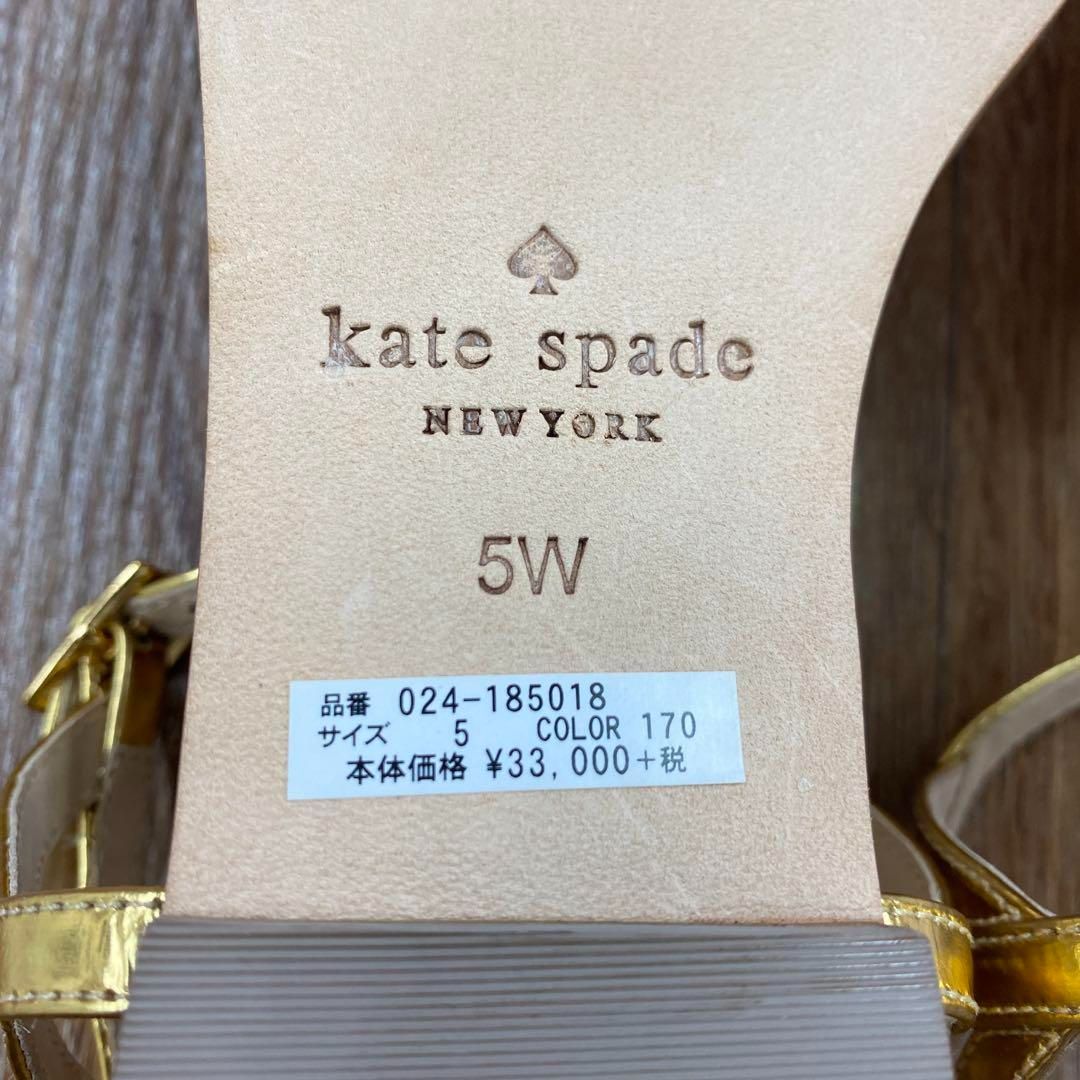 kate spade
NEW YORK
5W
品番 024-185018
サイズ 5 COLOR 170
本体価格 ¥33,000+税